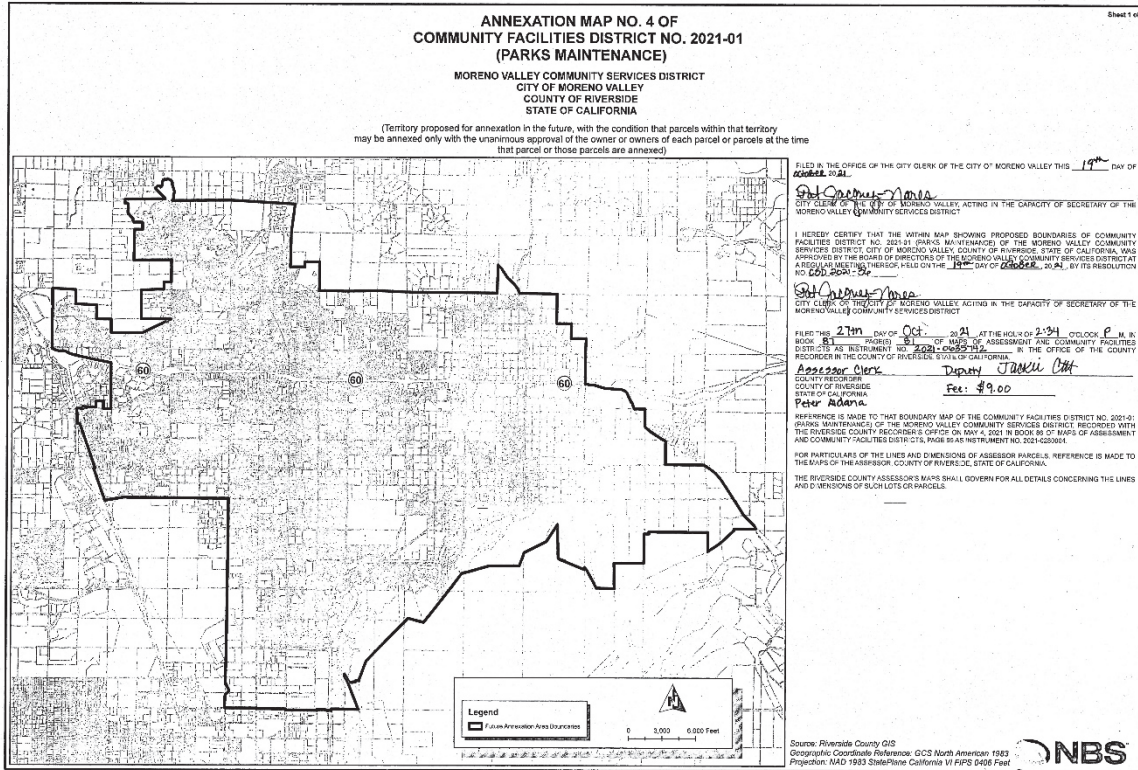 Sheet 1 of
ANNEXATION MAP NO. 4 OF
COMMUNITY FACILITIES DISTRICT NO. 2021-01
(PARKS MAINTENANCE)
MORENO VALLEY COMMUNITY SERVICES DISTRICT
CITY OF MORENO VALLEY
COUNTY OF RIVERSIDE
STATE OF CALIFORNIA
(Territory proposed for annexation in the future, with the condition that parcels within that territory
may be annexed only with the unanimous approval of the owner or owners of each parcel or parcels at the time
that parcel or those parcels are annexed)
60
60
60
Legend
Future Annexation Area Boundaries
0 3,000 6,000 Feet
FILED IN THE OFFICE OF THE CITY CLERK OF THE CITY OF MORENO VALLEY THIS 19th DAY OF
October 2021
Pat Jacquez-Nares
CITY CLERK OF THE CITY OF MORENO VALLEY, ACTING IN THE CAPACITY OF SECRETARY OF THE
MORENO VALLEY COMMUNITY SERVICES DISTRICT
I HEREBY CERTIFY THAT THE WITHIN MAP SHOWING PROPOSED BOUNDARIES OF COMMUNITY
FACILITIES DISTRICT NO. 2021-01 (PARKS MAINTENANCE) OF THE MORENO VALLEY COMMUNITY
SERVICES DISTRICT, CITY OF MORENO VALLEY, COUNTY OF RIVERSIDE, STATE OF CALIFORNIA, WAS
APPROVED BY THE BOARD OF DIRECTORS OF THE MORENO VALLEY COMMUNITY SERVICES DISTRICT AT
A REGULAR MEETING THEREOF, HELD ON THE 19th DAY OF October, 2021, BY ITS RESOLUTION
NO. CSD 2021-
Pat Jacquez-Nares
CITY CLERK OF THE CITY OF MORENO VALLEY, ACTING IN THE CAPACITY OF SECRETARY OF THE
MORENO VALLEY COMMUNITY SERVICES DISTRICT
FILED THIS 27th DAY OF Oct. 2021 AT THE HOUR OF 2:34 O'CLOCK P M, IN
BOOK 87 PAGE(S) 81 OF MAPS OF ASSESSMENT AND COMMUNITY FACILITIES
DISTRICTS AS INSTRUMENT NO. IN THE OFFICE OF THE COUNTY
RECORDER IN THE COUNTY OF RIVERSIDE, STATE OF CALIFORNIA.
Assessor Clerk Deputy Jackii
COUNTY RECORDER
COUNTY OF RIVERSIDE
STATE OF CALIFORNIA
Fee: $9.00
Peter Aldana
REFERENCE IS MADE TO THAT BOUNDARY MAP OF THE COMMUNITY FACILITIES DISTRICT NO. 2021-01
(PARKS MAINTENANCE) OF THE MORENO VALLEY COMMUNITY SERVICES DISTRICT, RECORDED WITH
THE RIVERSIDE COUNTY RECORDER'S OFFICE ON MAY 4, 2021 IN BOOK 86 OF MAPS OF ASSESSMENT
AND COMMUNITY FACILITIES DISTRICTS, PAGE AS INSTRUMENT NO.
FOR PARTICULARS OF THE LINES AND DIMENSIONS OF ASSESSOR PARCELS, REFERENCE IS MADE TO
THE MAPS OF THE ASSESSOR, COUNTY OF RIVERSIDE, STATE OF CALIFORNIA.
THE RIVERSIDE COUNTY ASSESSOR'S MAPS SHALL GOVERN FOR ALL DETAILS CONCERNING THE LINES
AND DIMENSIONS OF SUCH LOTS OR PARCELS.
Source: Riverside County GIS
Geographic Coordinate Reference: GCS North American 1983
Projection: NAD 1983 StatePlane California VI FIPS 0406 Feet
NBS